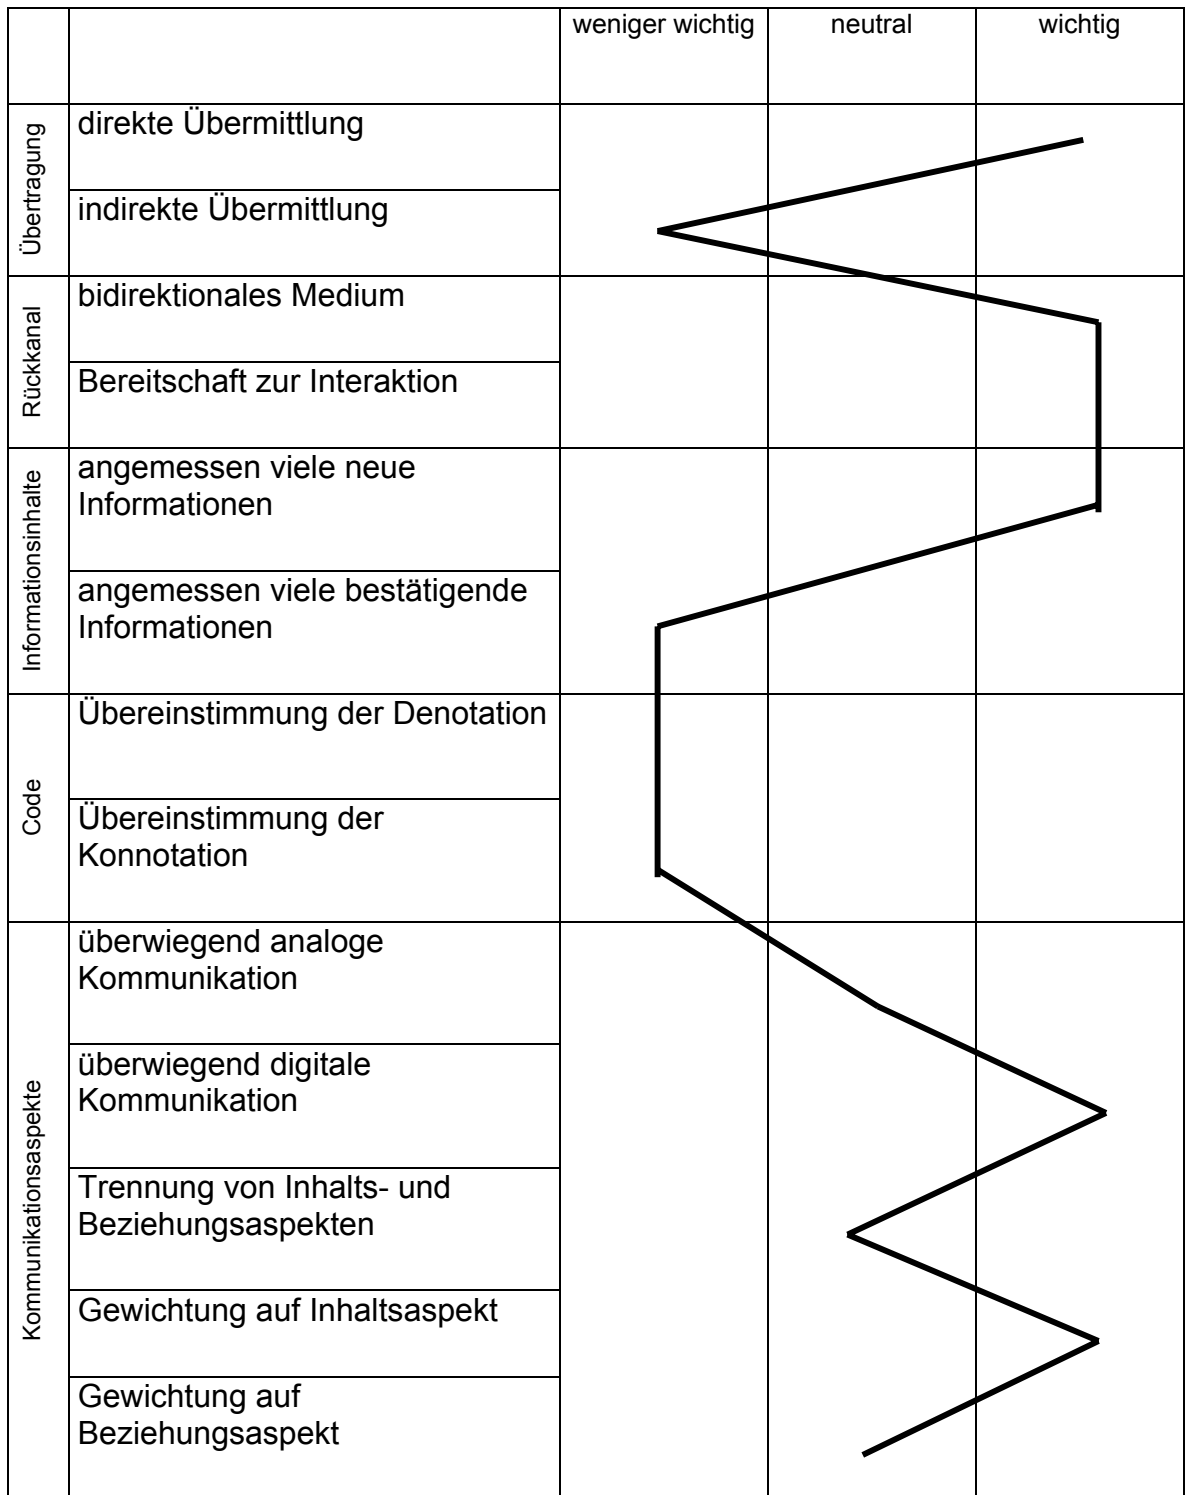 weniger wichtig neutral wichtig
Übertragung
direkte Übermittlung
indirekte Übermittlung
Rückkanal
bidirektionales Medium
Bereitschaft zur Interaktion
Informationsinhalte
angemessen viele neue
Informationen
angemessen viele bestätigende
Informationen
Code
Übereinstimmung der Denotation
Übereinstimmung der
Konnotation
Kommunikationsaspekte
überwiegend analoge
Kommunikation
überwiegend digitale
Kommunikation
Trennung von Inhalts- und
Beziehungsaspekten
Gewichtung auf Inhaltsaspekt
Gewichtung auf
Beziehungsaspekt